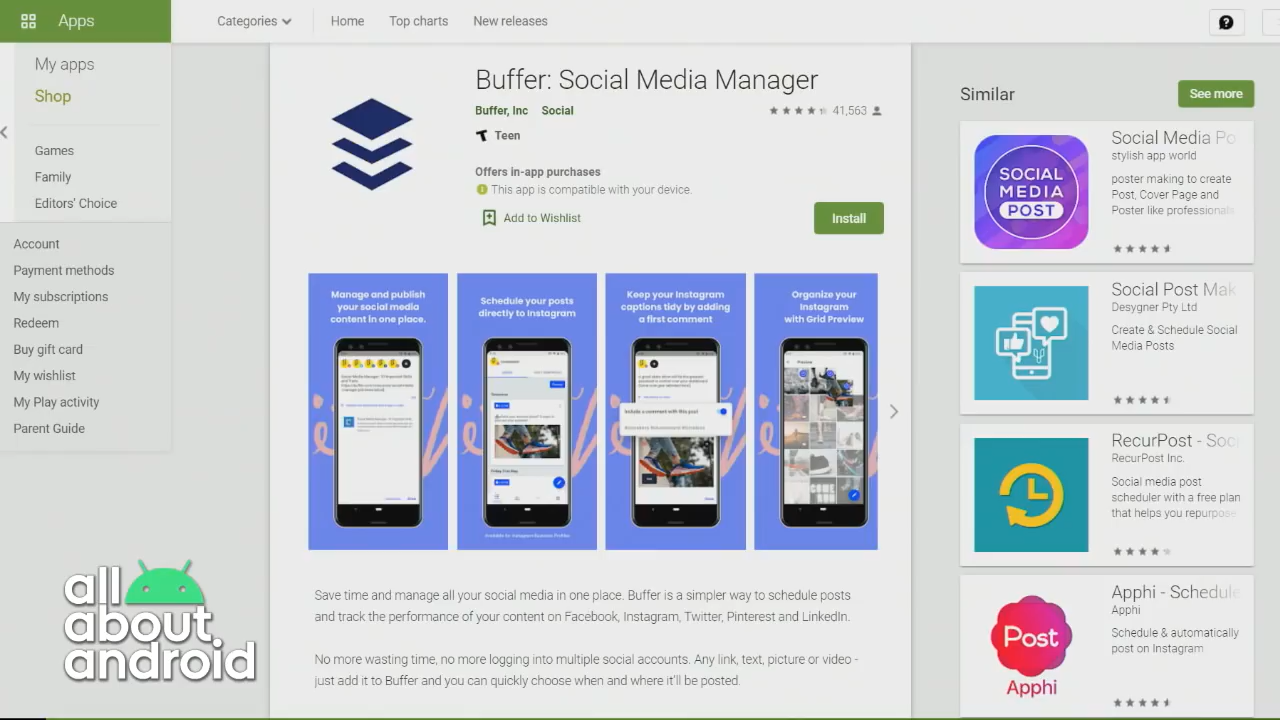 Apps
Categories
Home
Top charts
New releases
My apps
Shop
Games
Family
Editors' Choice
Account
Payment methods
My subscriptions
Redeem
Buy gift card
My wishlist
My Play activity
Parent Guide
Buffer: Social Media Manager
Buffer, Inc Social
41,563
Teen
Offers in-app purchases
This app is compatible with your device.
Add to Wishlist
Install
Manage and publish
your social media
content in one place.
Schedule your posts
directly to Instagram
Keep your Instagram
captions tidy by adding
a first comment
Include a comment with this post
Organize your
Instagram
with Grid Preview
Preview
Save time and manage all your social media in one place. Buffer is a simpler way to schedule posts
and track the performance of your content on Facebook, Instagram, Twitter, Pinterest and LinkedIn.
No more wasting time, no more logging into multiple social accounts. Any link, text, picture or video -
just add it to Buffer and you can quickly choose when and where it'll be posted.
Similar
See more
SOCIAL
MEDIA
POST
Social Media Po
stylish app world
poster making to create
Post, Cover Page and
Poster like professionals
Social Post Mak
Desygner Pty Ltd
Create & Schedule Social
Media Posts
RecurPost - Soc
RecurPost Inc.
Social media post
scheduler with a free plan
that helps you repurpose
Post
Apphi
Apphi - Schedule
Apphi
Schedule & automatically
post on Instagram
all
about
android